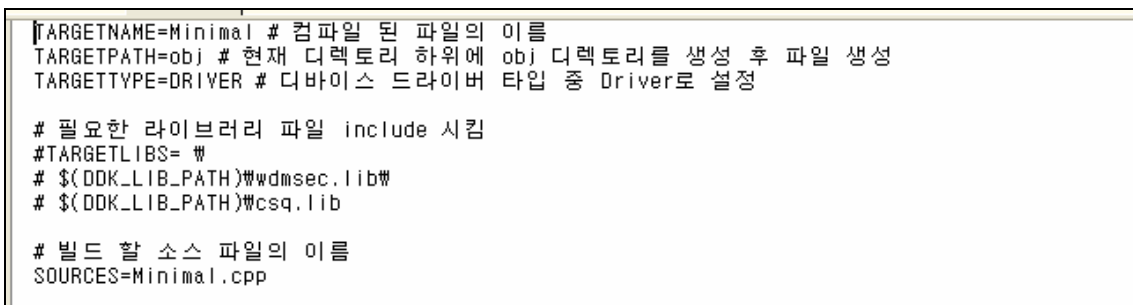 TARGETNAME=Minimal # 컴파일 된 파일의 이름
TARGETPATH=obj # 현재 디렉토리 하위에 obj 디렉토리를 생성 후 파일 생성
TARGETTYPE=DRIVER # 디바이스 드라이버 타입 중 Driver로 설정
# 필요한 라이브러리 파일 include 시킴
#TARGETLIBS= ₩
# $(DDK_LIB_PATH)₩wdmsec.lib₩
# $(DDK_LIB_PATH)₩csq.lib
# 빌드 할 소스 파일의 이름
SOURCES=Minimal.cpp